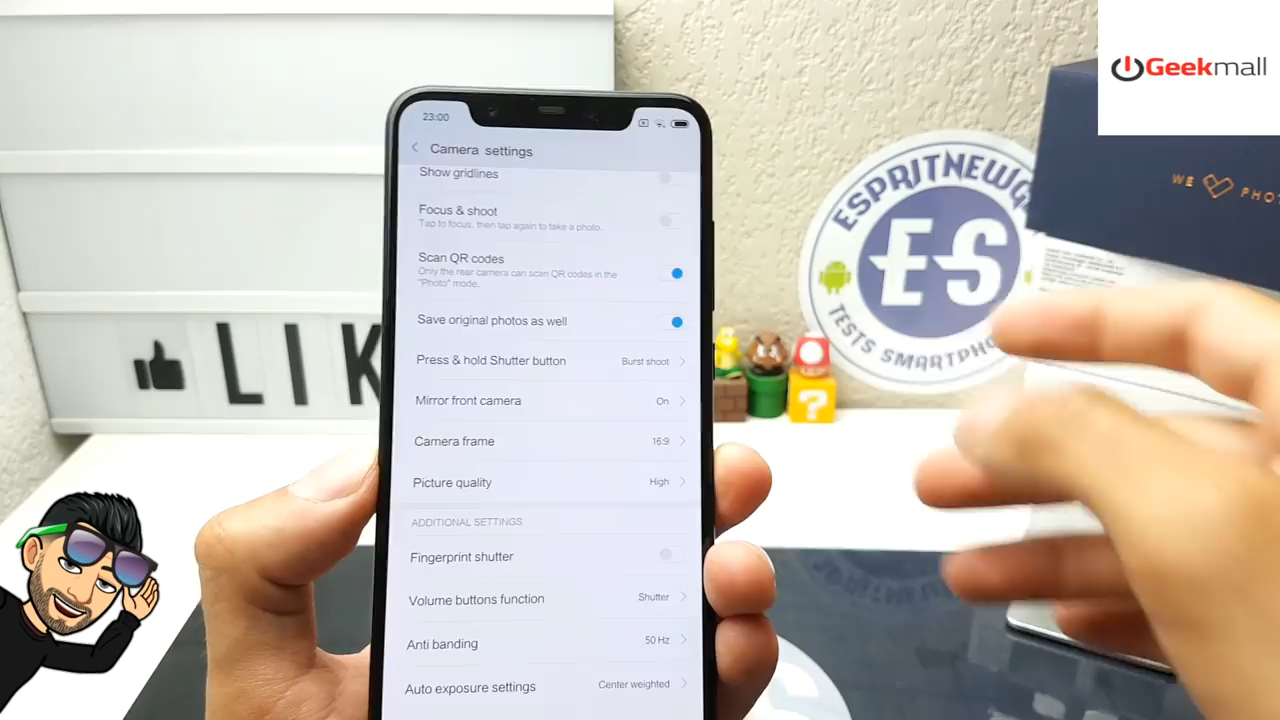 Geekmall
23:00
Camera settings
Show gridlines
Focus & shoot
Tap to focus, then tap again to take a photo.
Scan QR codes
Only the rear camera can scan QR codes in the
"Photo" mode.
Save original photos as well
Press & hold Shutter button Burst shoot
Mirror front camera On
Camera frame 16:9
Picture quality High
ADDITIONAL SETTINGS
Fingerprint shutter
Volume buttons function Shutter
Anti banding 50 Hz
Auto exposure settings Center weighted
LIK
ESPRITNEWG
ES
TESTS SMARTPHO
?
WE PHOTO